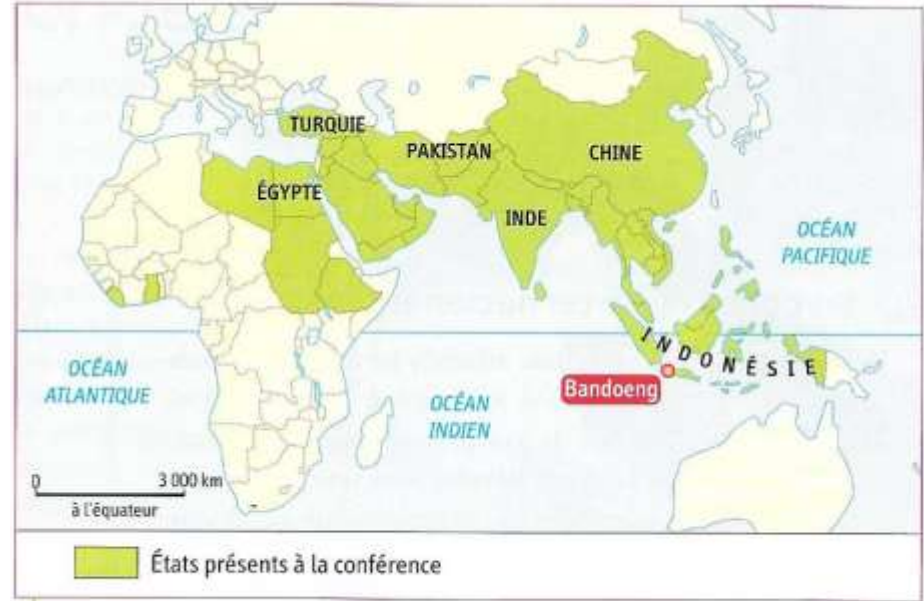 TURQUIE
PAKISTAN
CHINE
ÉGYPTE
INDE
OCÉAN
PACIFIQUE
INDONÉSIE
Bandoeng
OCÉAN
ATLANTIQUE
OCÉAN
INDIEN
0 3 000 km
à l'équateur
États présents à la conférence